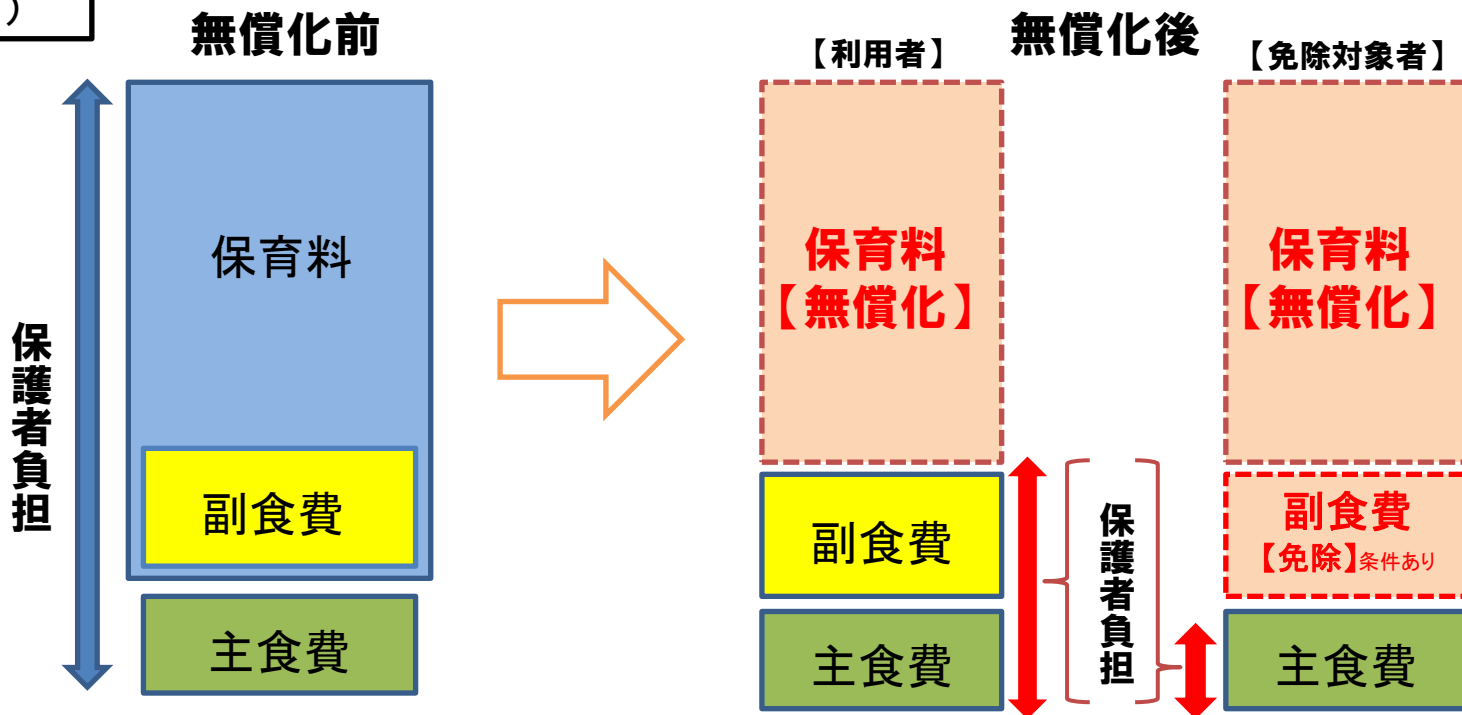 ）
無償化前
保護者負担
保育料
副食費
主食費
無償化後
【利用者】
保育料
【無償化】
副食費
主食費
保護者負担
【免除対象者】
保育料
【無償化】
副食費
【免除】条件あり
主食費